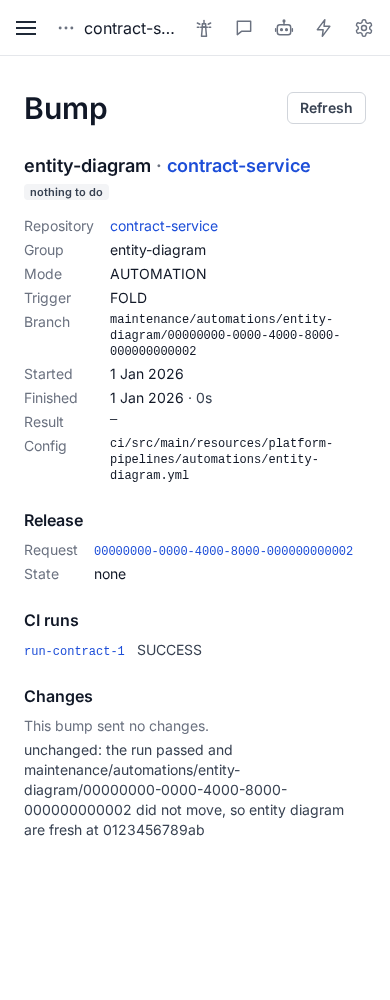 contract-s...
Bump
Refresh
entity-diagram · contract-service
nothing to do
Repository contract-service
Group entity-diagram
Mode AUTOMATION
Trigger FOLD
Branch maintenance/automations/entity-
diagram/00000000-0000-4000-8000-
000000000002
Started 1 Jan 2026
Finished 1 Jan 2026 · 0s
Result –
Config ci/src/main/resources/platform-
pipelines/automations/entity-
diagram.yml
Release
Request 00000000-0000-4000-8000-000000000002
State none
CI runs
run-contract-1 SUCCESS
Changes
This bump sent no changes.
unchanged: the run passed and
maintenance/automations/entity-
diagram/00000000-0000-4000-8000-
000000000002 did not move, so entity diagram
are fresh at 0123456789ab